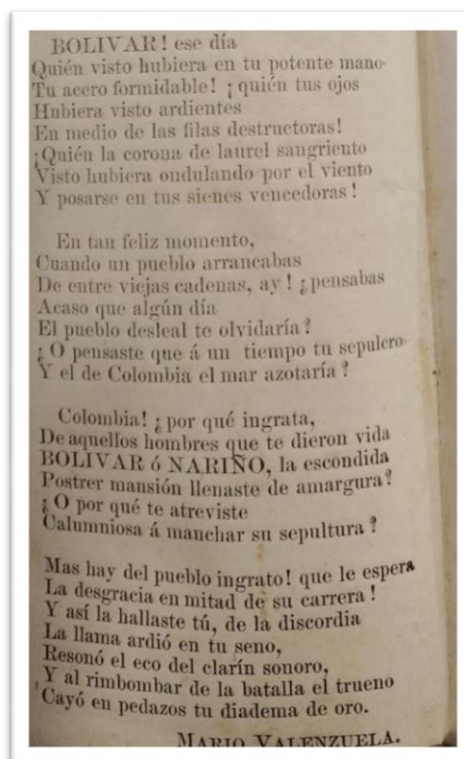 BOLIVAR! ese día
Quién visto hubiera en tu potente mano
Tu acero formidable! ¡quién tus ojos
Hubiera visto ardientes
En medio de las filas destructoras!
¡Quién la corona de laurel sangriento
Visto hubiera ondulando por el viento
Y posarse en tus sienes vencedoras!
En tan feliz momento,
Cuando un pueblo arrancabas
De entre viejas cadenas, ay! ¿pensabas
Acaso que algún día
El pueblo desleal te olvidaría?
¿O pensaste que á un tiempo tu sepulcro
Y el de Colombia el mar azotaría?
Colombia! ¿por qué ingrata,
De aquellos hombres que te dieron vida
BOLIVAR ó NARIÑO, la escondida
Postrer mansión llenaste de amargura?
¿O por qué te atreviste
Calumniosa á manchar su sepultura?
Mas hay del pueblo ingrato! que le espera
La desgracia en mitad de su carrera!
Y así la hallaste tú, de la discordia
La llama ardió en tu seno,
Resonó el eco del clarín sonoro,
Y al rimbombar de la batalla el trueno
Cayó en pedazos tu diadema de oro.
MARIO VALENZUELA.